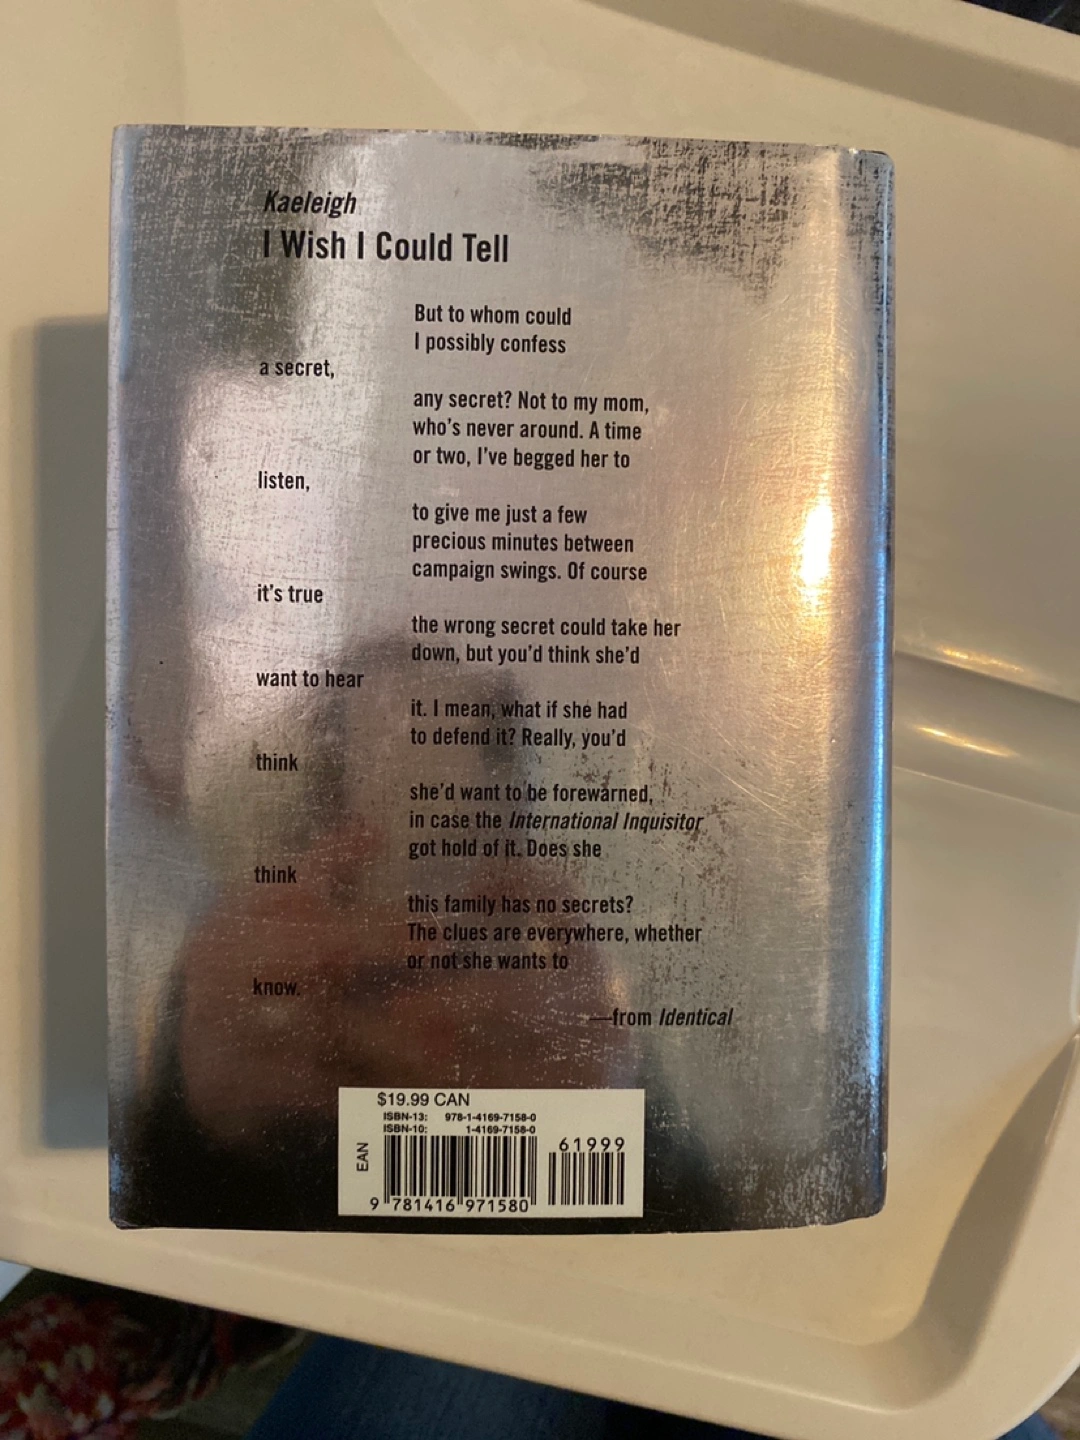 Kaeleigh
I Wish I Could Tell
But to whom could
I possibly confess
a secret,
any secret? Not to my mom,
who's never around. A time
or two, I've begged her to
listen,
to give me just a few
precious minutes between
campaign swings. Of course
it's true
the wrong secret could take her
down, but you'd think she'd
want to hear
it. I mean, what if she had
to defend it? Really, you'd
think
she'd want to be forewarned,
in case the International Inquisitor
got hold of it. Does she
think
this family has no secrets?
The clues are everywhere, whether
or not she wants to
know.
—from Identical
$19.99 CAN
ISBN-13: 978-1-4169-7158-0
ISBN-10: 1-4169-7158-0
61999
EAN
9 781416 971580